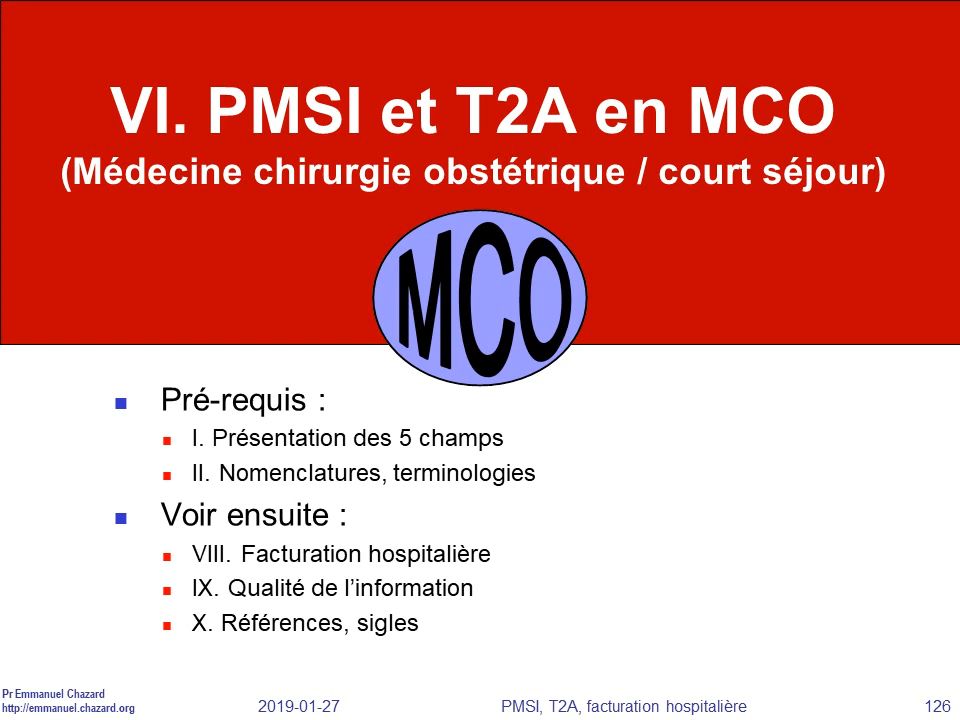 VI. PMSI et T2A en MCO
(Médecine chirurgie obstétrique / court séjour)
MCO
Pré-requis :
I. Présentation des 5 champs
II. Nomenclatures, terminologies
Voir ensuite :
VIII. Facturation hospitalière
IX. Qualité de l’information
X. Références, sigles
Pr Emmanuel Chazard
http://emmanuel.chazard.org
2019-01-27
PMSI, T2A, facturation hospitalière
126